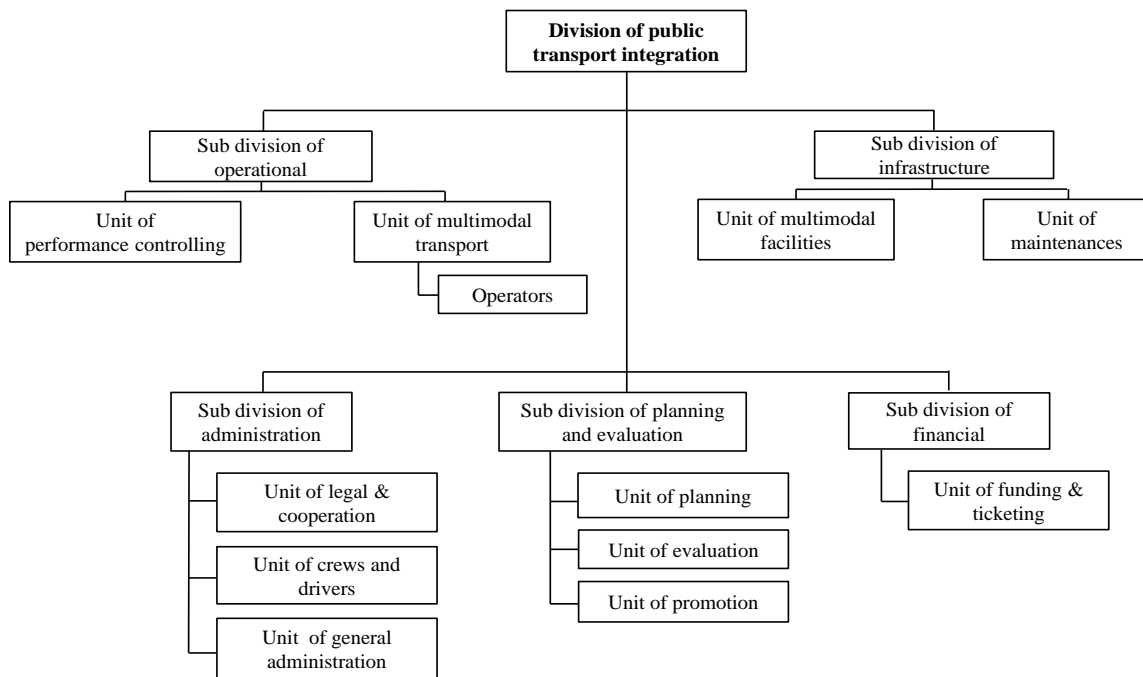 Division of public
transport integration
Sub division of
operational
Sub division of
infrastructure
Unit of
performance controlling
Unit of multimodal
transport
Unit of multimodal
facilities
Unit of
maintenances
Operators
Sub division of
administration
Sub division of planning
and evaluation
Sub division of
financial
Unit of legal &
cooperation
Unit of crews and
drivers
Unit  of general
administration
Unit of planning
Unit of evaluation
Unit of promotion
Unit of funding &
ticketing